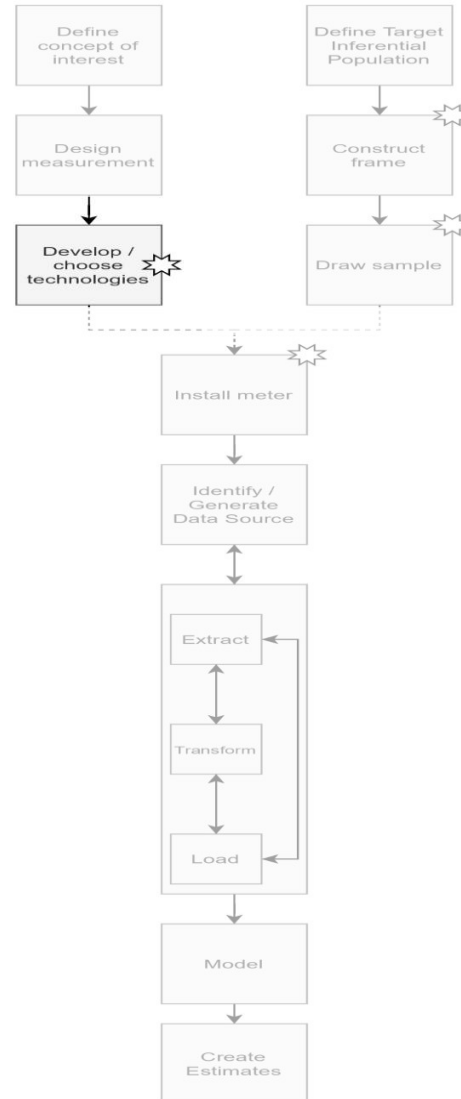 Define
concept of
interest
Define Target
Inferential
Population
Design
measurement
Construct
frame
Develop /
choose
technologies
Draw sample
Install meter
Identify /
Generate
Data Source
Extract
Transform
Load
Model
Create
Estimates